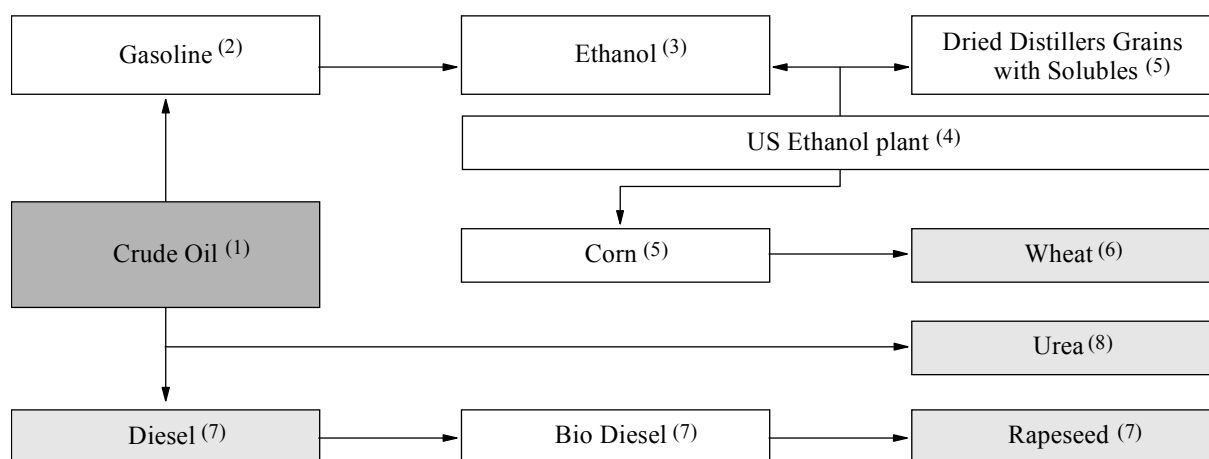 Gasoline (2)
Ethanol (3)
Dried Distillers Grains
with Solubles (5)
US Ethanol plant (4)
Crude Oil (1)
Corn (5)
Wheat (6)
Urea (8)
Diesel (7)
Bio Diesel (7)
Rapeseed (7)